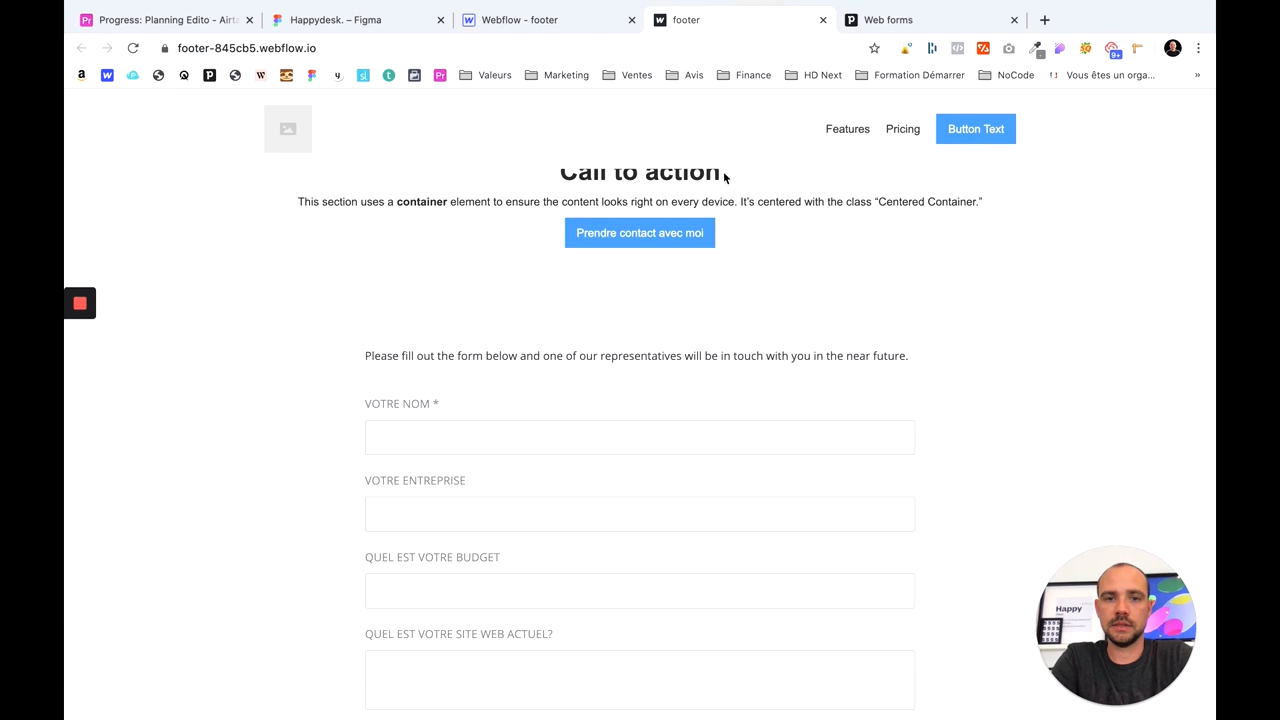 Progress: Planning Edito - Airta
Happydesk. – Figma
Webflow - footer
footer
Web forms
footer-845cb5.webflow.io
9+
Valeurs
Marketing
Ventes
Avis
Finance
HD Next
Formation Démarrer
NoCode
Vous êtes un orga...
»
Features
Pricing
Button Text
Call to action
This section uses a container element to ensure the content looks right on every device. It’s centered with the class “Centered Container.”
Prendre contact avec moi
Please fill out the form below and one of our representatives will be in touch with you in the near future.
VOTRE NOM *
VOTRE ENTREPRISE
QUEL EST VOTRE BUDGET
QUEL EST VOTRE SITE WEB ACTUEL?
Happy